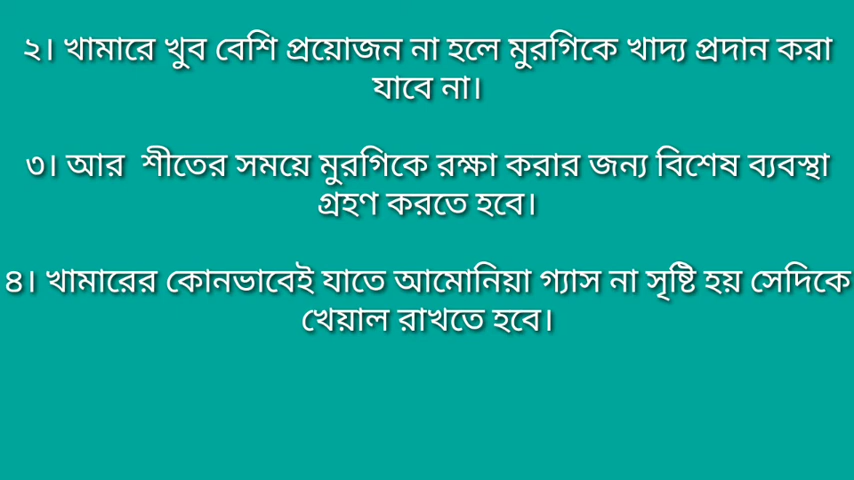 ২। খামারে খুব বেশি প্রয়োজন না হলে মুরগিকে খাদ্য প্রদান করা
যাবে না।
৩। আর  শীতের সময়ে মুরগিকে রক্ষা করার জন্য বিশেষ ব্যবস্থা
গ্রহণ করতে হবে।
৪। খামারের কোনভাবেই যাতে আমোনিয়া গ্যাস না সৃষ্টি হয় সেদিকে
খেয়াল রাখতে হবে।